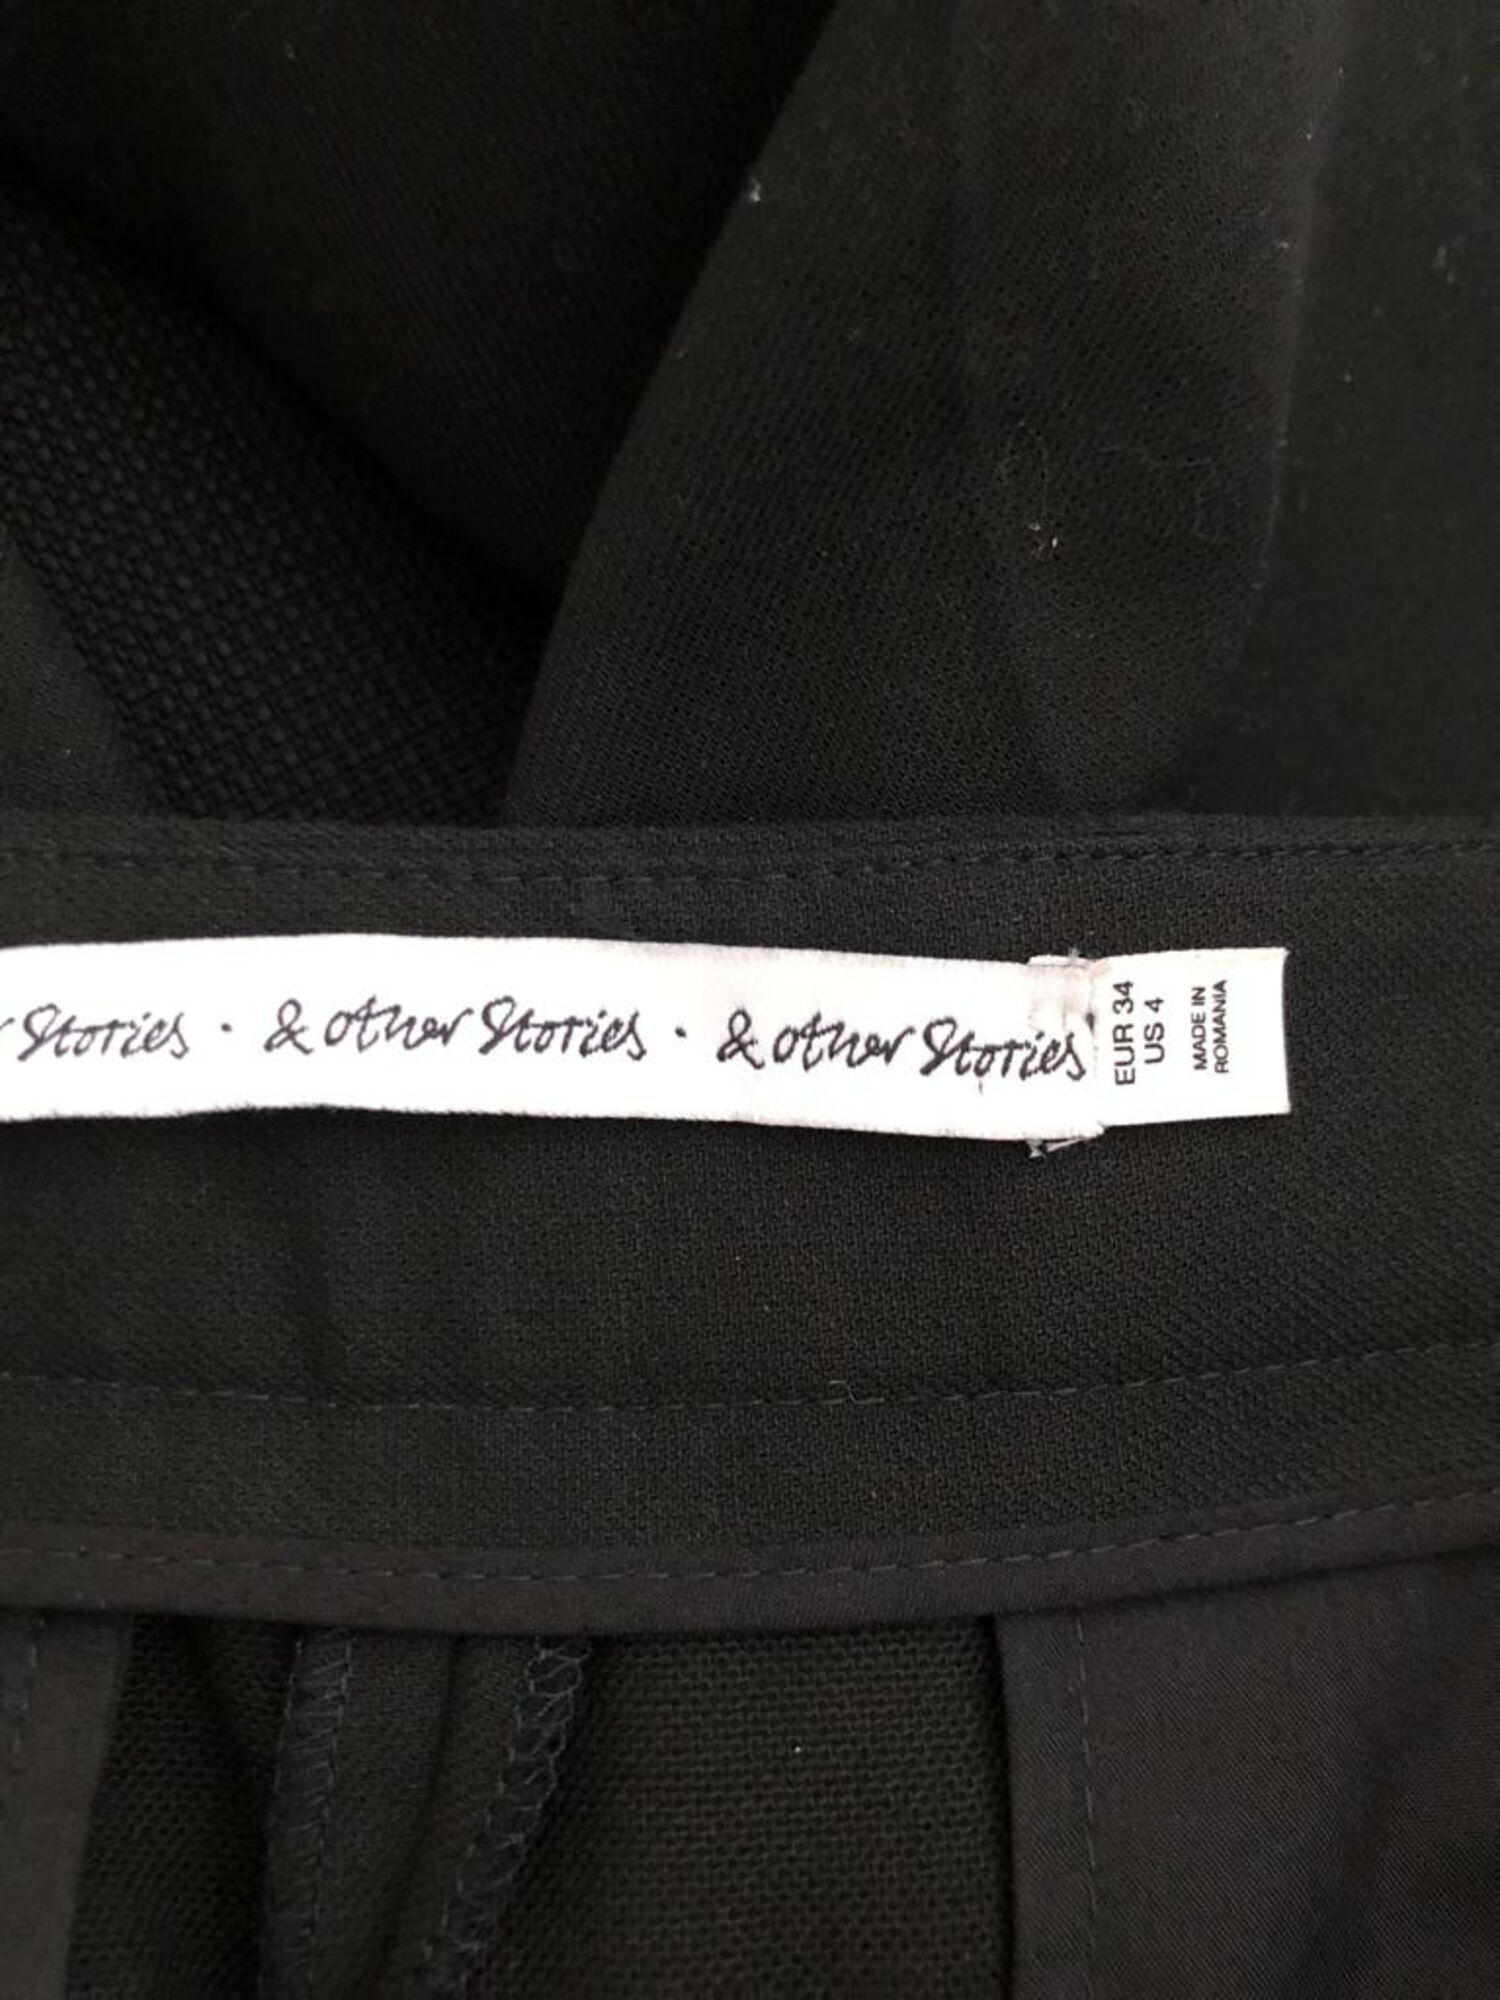 Stories · & other Stories · & other Stories
EUR 34
US 4
MADE IN
ROMANIA